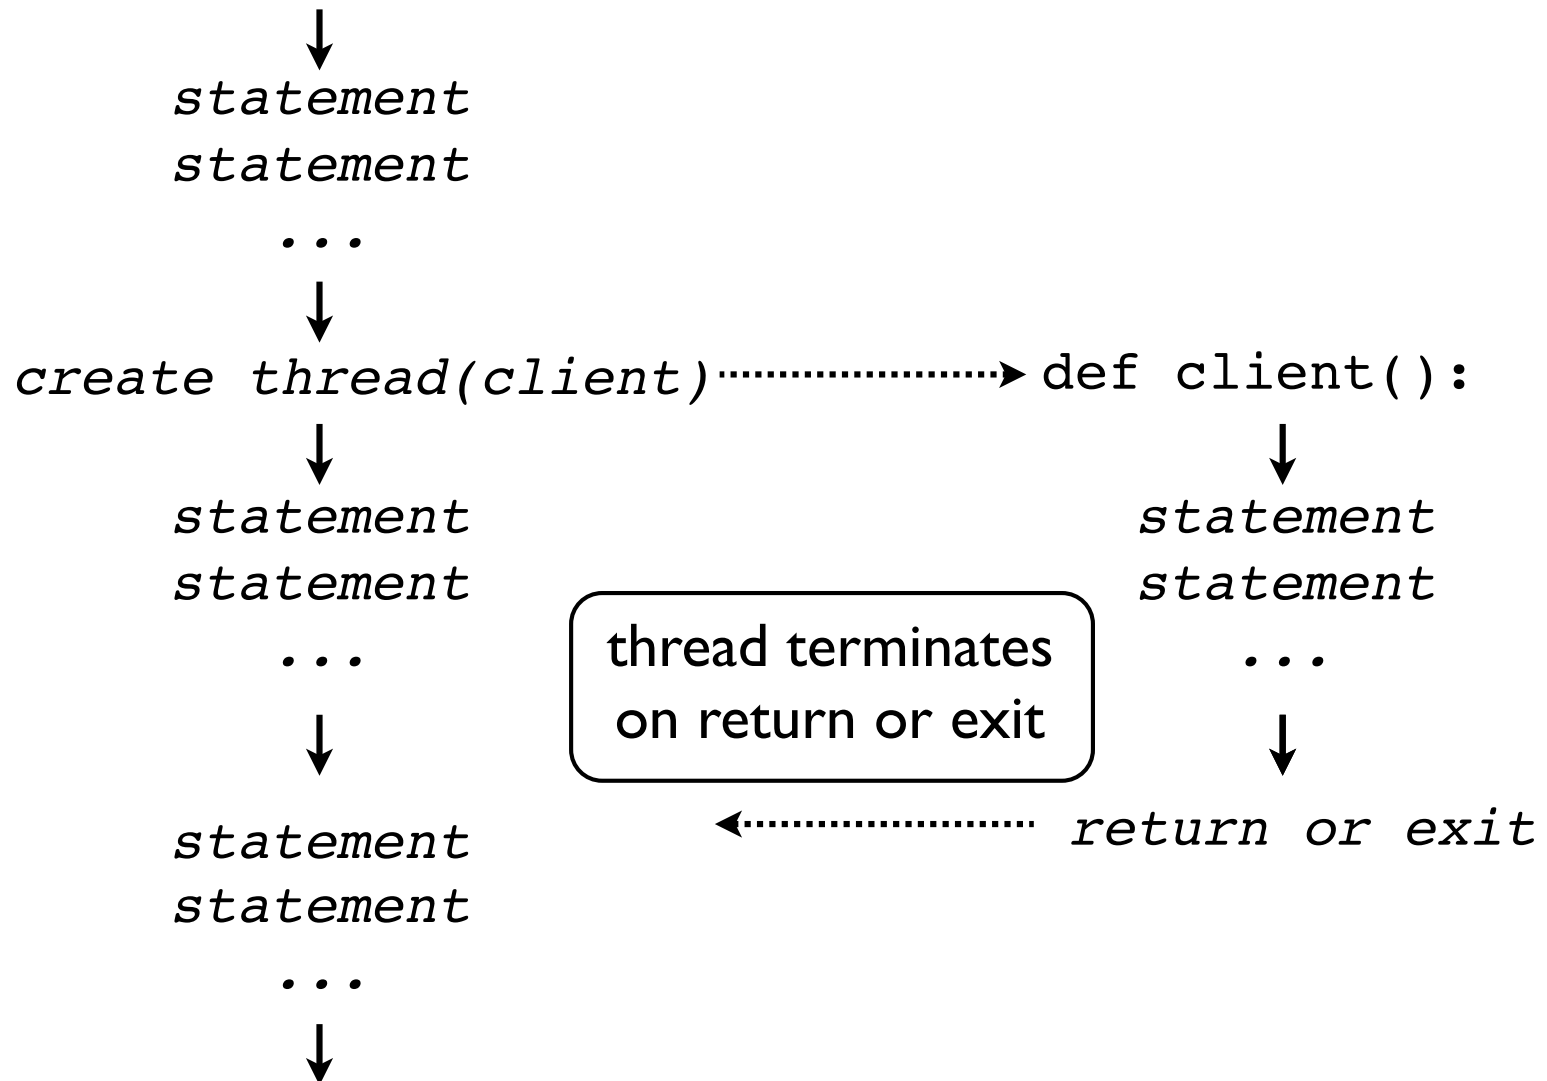 statement
statement
...
create thread(client)
def client():
statement
statement
...
statement
statement
...
thread terminates
on return or exit
return or exit
statement
statement
...